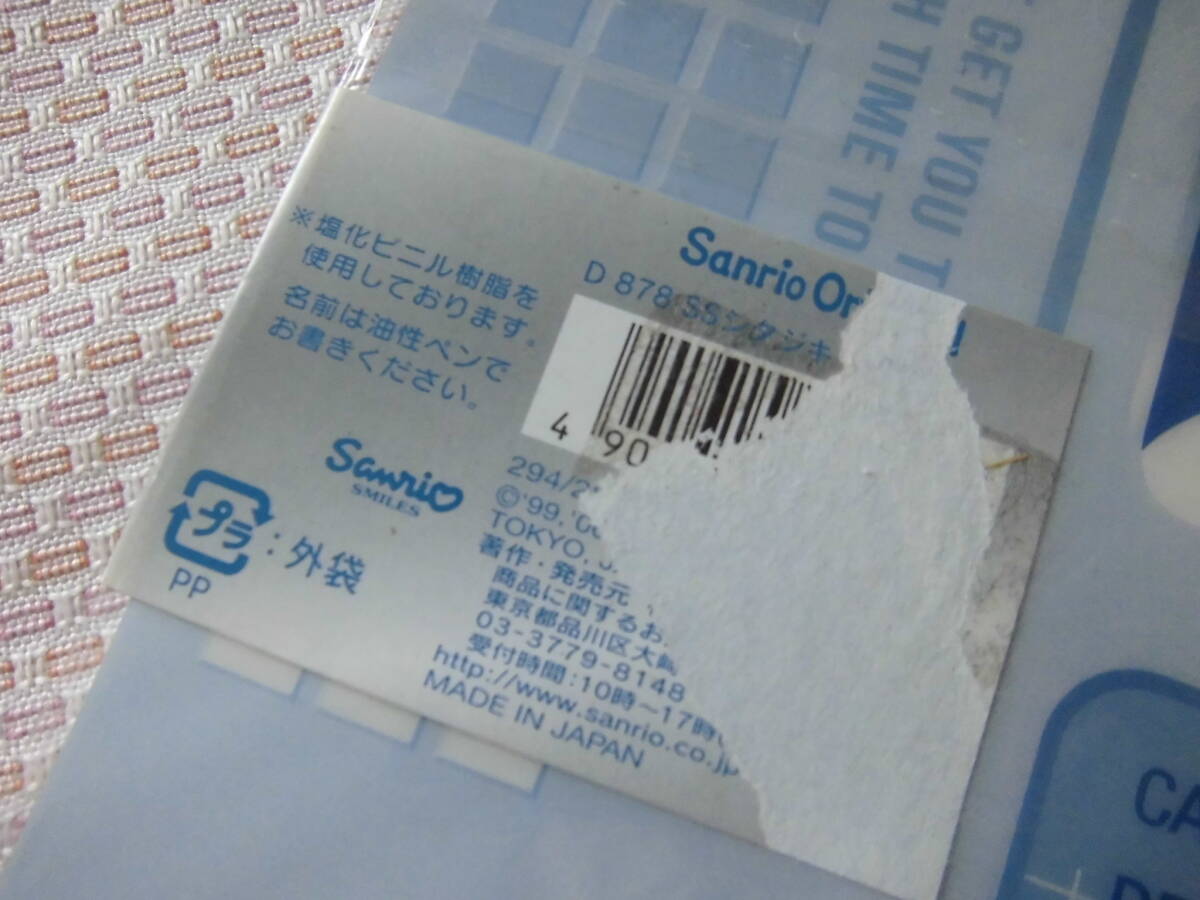 GET YOU T
H TIME TO
※塩化ビニル樹脂を
使用しております。
名前は油性ペンで
お書きください。
Sanrio
SMILES
プラ
:外袋
PP
Sanrio Ori
D 878 SSシタジキ
4 90
294/2
©'99, '0
TOKYO, J
著作・発売元
商品に関するお
東京都品川区大崎
03-3779-8148
受付時間:10時~17時
http://www.sanrio.co.jp
MADE IN JAPAN
CA